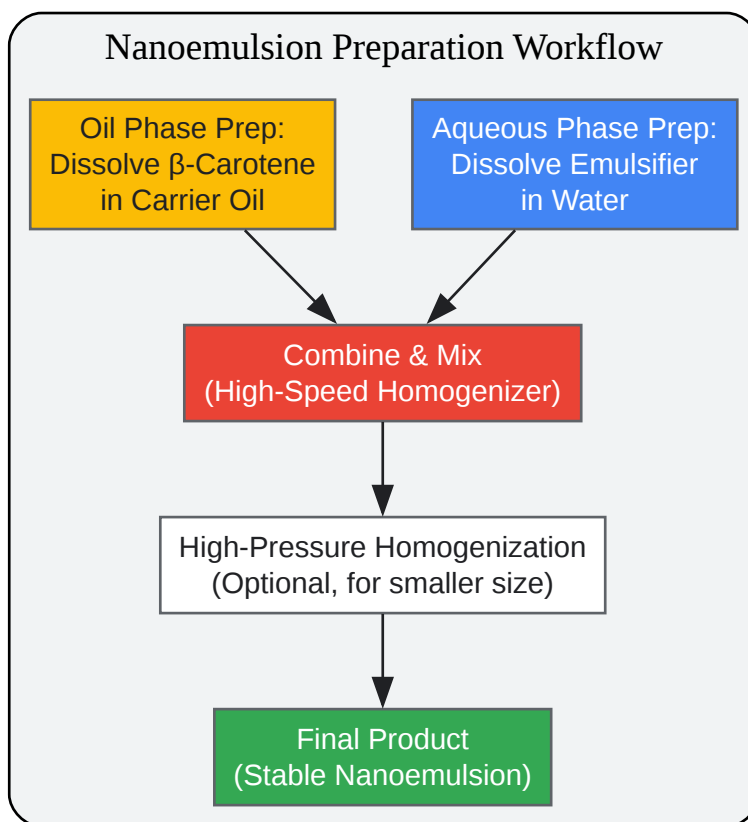 Nanoemulsion Preparation Workflow
Oil Phase Prep:
Dissolve β-Carotene
in Carrier Oil
Aqueous Phase Prep:
Dissolve Emulsifier
in Water
Combine & Mix
(High-Speed Homogenizer)
High-Pressure Homogenization
(Optional, for smaller size)
Final Product
(Stable Nanoemulsion)